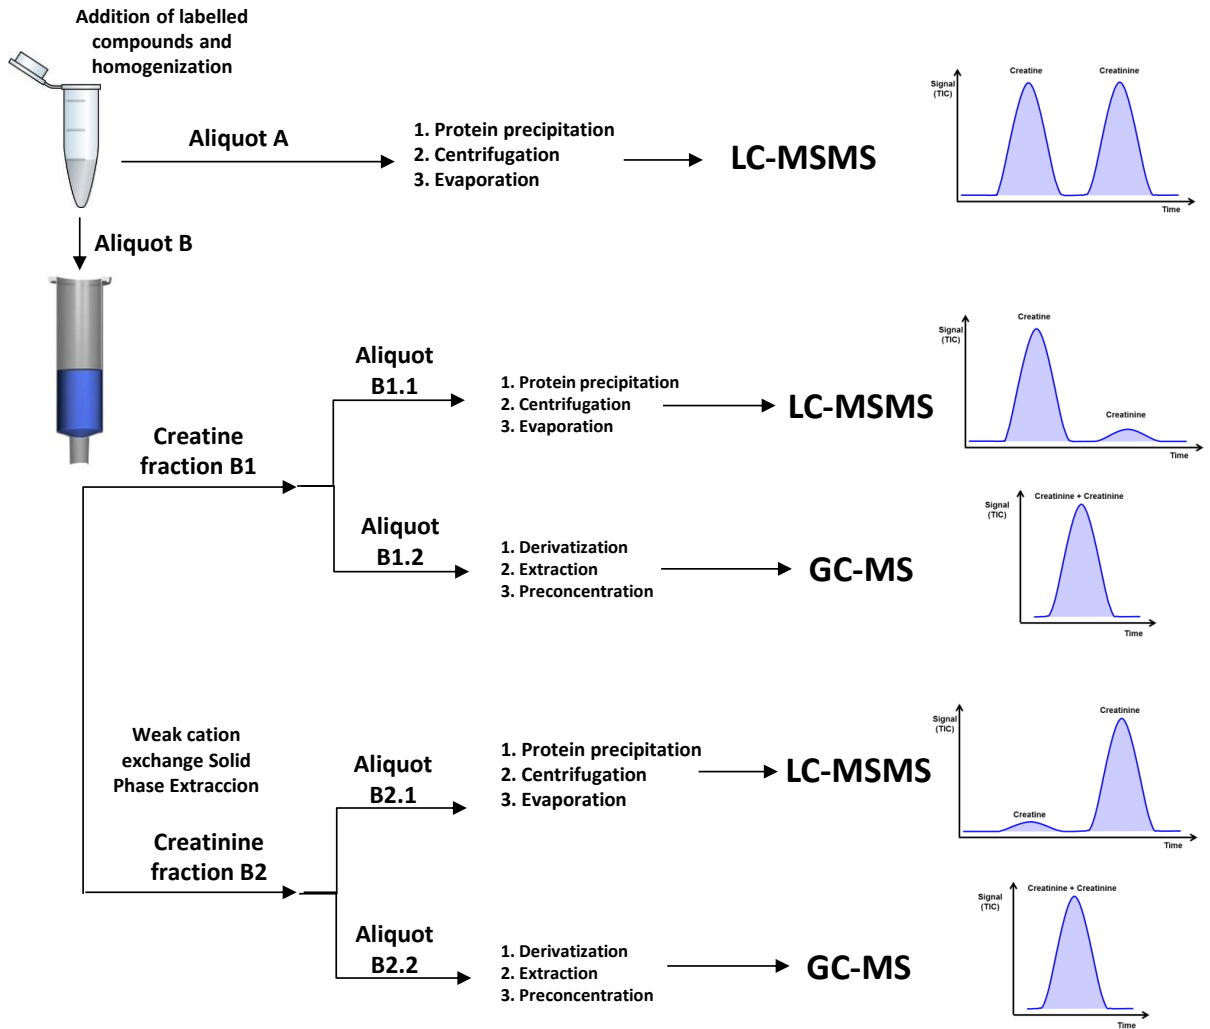 Addition of labelled
compounds and
homogenization
Aliquot A
1. Protein precipitation
2. Centrifugation
3. Evaporation
LC-MSMS
Signal
(TIC)
Creatine
Creatinine
Time
Aliquot B
Aliquot
B1.1
1. Protein precipitation
2. Centrifugation
3. Evaporation
LC-MSMS
Signal
(TIC)
Creatine
Creatinine
Time
Creatine
fraction B1
Aliquot
B1.2
1. Derivatization
2. Extraction
3. Preconcentration
GC-MS
Signal
(TIC)
Creatinine + Creatinine
Time
Weak cation
exchange Solid
Phase Extraccion
Aliquot
B2.1
1. Protein precipitation
2. Centrifugation
3. Evaporation
LC-MSMS
Signal
(TIC)
Creatine
Creatinine
Time
Creatinine
fraction B2
Aliquot
B2.2
1. Derivatization
2. Extraction
3. Preconcentration
GC-MS
Signal
(TIC)
Creatinine + Creatinine
Time